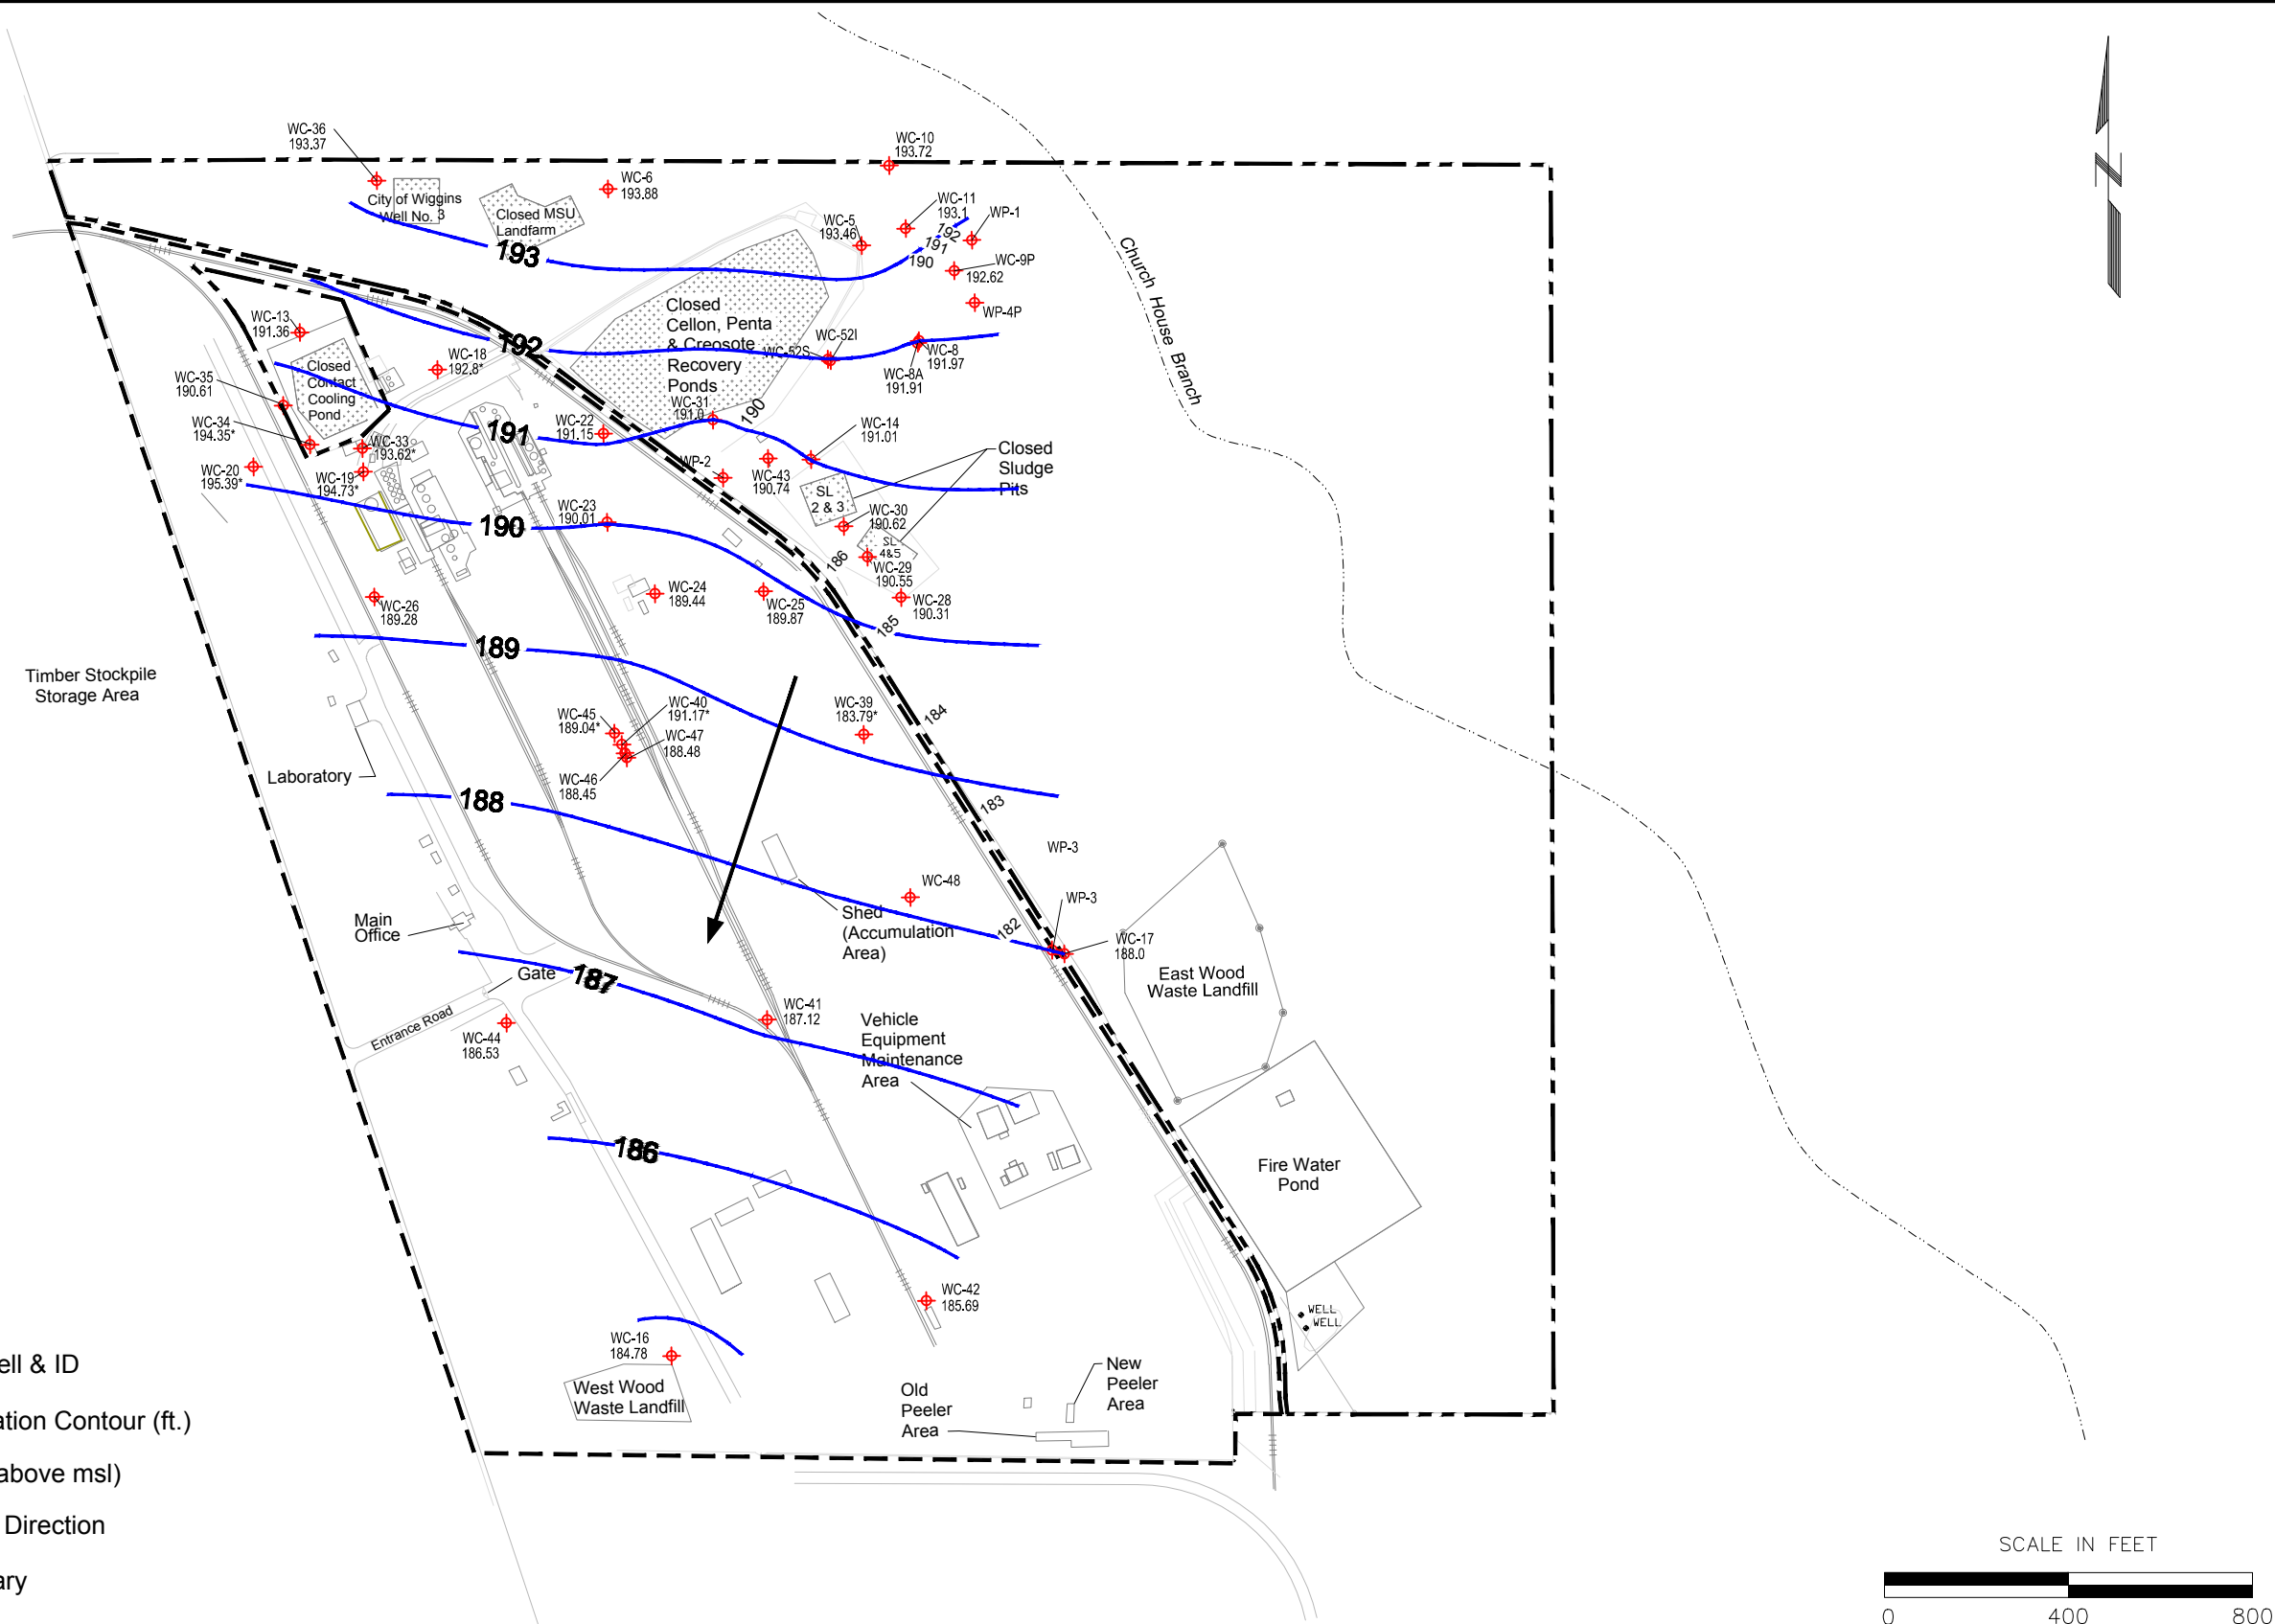 WC-36
193.37
WC-10
193.72
WC-6
193.88
City of Wiggins
Well No. 3
Closed MSU
Landfarm
WC-5
193.46
WC-11
193.1
WP-1
192
191
190
193
WC-9P
192.62
WP-4P
Church House Branch
N
Closed
Cellon, Penta
& Creosote
Recovery
Ponds
WC-13
191.36
192
WC-52I
WC-52S
WC-8
191.97
WC-8A
191.91
WC-18
192.8*
Closed
Contact
Cooling
Pond
WC-35
190.61
WC-34
194.35*
WC-33
193.62*
WC-20
195.39*
WC-19
194.73*
191
WC-22
191.15
WC-31
191.0
190
WC-14
191.01
WP-2
WC-43
190.74
Closed
Sludge
Pits
SL
2 & 3
WC-30
190.62
SL
4&5
WC-29
190.55
WC-28
190.31
186
185
190
WC-23
190.01
WC-24
189.44
WC-25
189.87
WC-26
189.28
189
Timber Stockpile
Storage Area
WC-45
189.04*
WC-40
191.17*
WC-47
188.48
WC-46
188.45
WC-39
183.79*
184
183
Laboratory
188
WP-3
WC-48
WP-3
182
WC-17
188.0
Shed
(Accumulation
Area)
Main
Office
Gate
187
East Wood
Waste Landfill
Entrance Road
WC-44
186.53
WC-41
187.12
Vehicle
Equipment
Maintenance
Area
186
Fire Water
Pond
WC-42
185.69
WELL
WELL
WC-16
184.78
West Wood
Waste Landfill
Old
Peeler
Area
New
Peeler
Area
ell & ID
ation Contour (ft.)
above msl)
Direction
ary
SCALE IN FEET
0 400 800